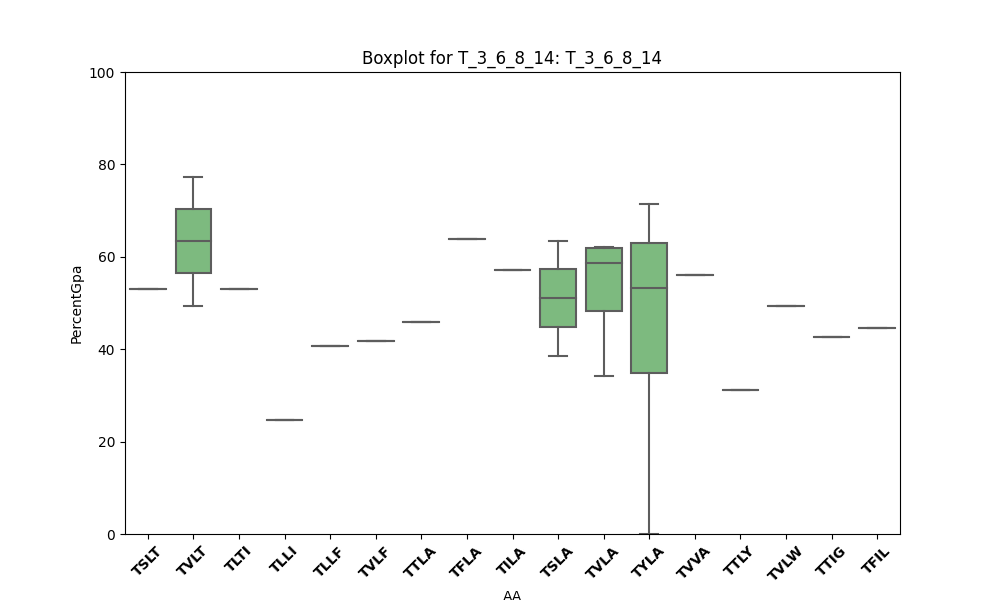 Boxplot for T_3_6_8_14: T_3_6_8_14
100
80
60
40
20
0
PercentGpa
TSLT
TVLT
TLTI
TLLI
TLLF
TVLF
TTLA
TFLA
TILA
TSLA
TVLA
TYLA
TVVA
TTLY
TVLW
TTIG
TFIL
AA